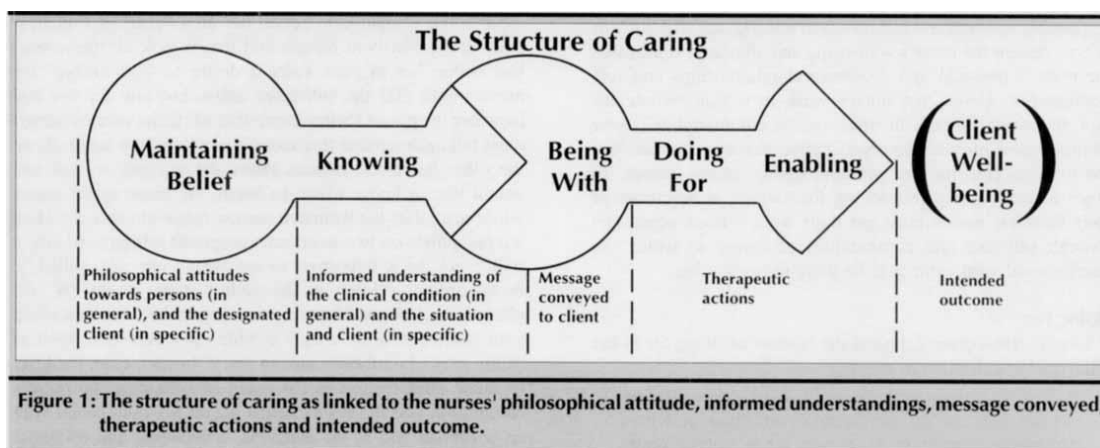 The Structure of Caring
Maintaining
Belief
Knowing
Being
With
Doing
For
Enabling
Client
Well-
being
Philosophical attitudes
towards persons (in
general), and the designated
client (in specific)
Informed understanding of
the clinical condition (in
general) and the situation
and client (in specific)
Message
conveyed
to client
Therapeutic
actions
Intended
outcome
Figure 1: The structure of caring as linked to the nurses' philosophical attitude, informed understandings, message conveyed,
therapeutic actions and intended outcome.